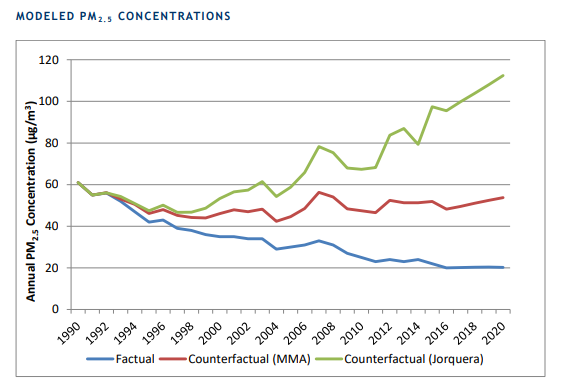 MODELED PM2.5 CONCENTRATIONS
Annual PM2.5 Concentration (µg/m³)
120
100
80
60
40
20
0
1990 1992 1994 1996 1998 2000 2002 2004 2006 2008 2010 2012 2014 2016 2018 2020
Factual Counterfactual (MMA) Counterfactual (Jorquera)